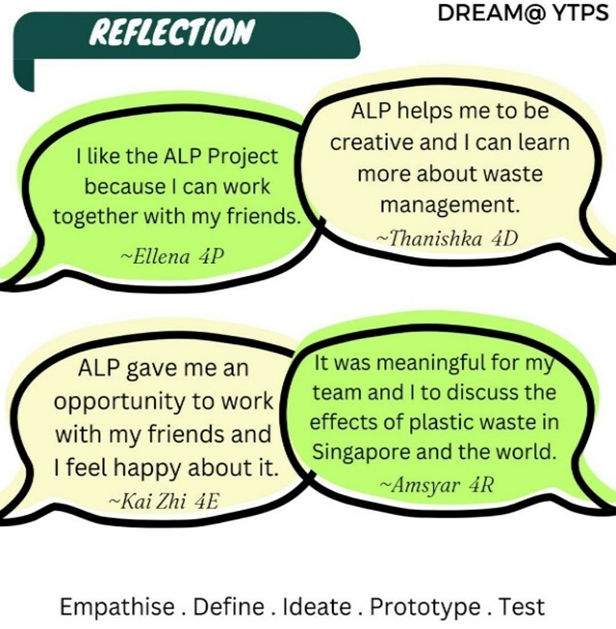 REFLECTION
DREAM@ YTPS
I like the ALP Project
because I can work
together with my friends.
~Ellena 4P
ALP helps me to be
creative and I can learn
more about waste
management.
~Thanishka 4D
ALP gave me an
opportunity to work
with my friends and
I feel happy about it.
~Kai Zhi 4E
It was meaningful for my
team and I to discuss the
effects of plastic waste in
Singapore and the world.
~Amsyar 4R
Empathise . Define . Ideate . Prototype . Test